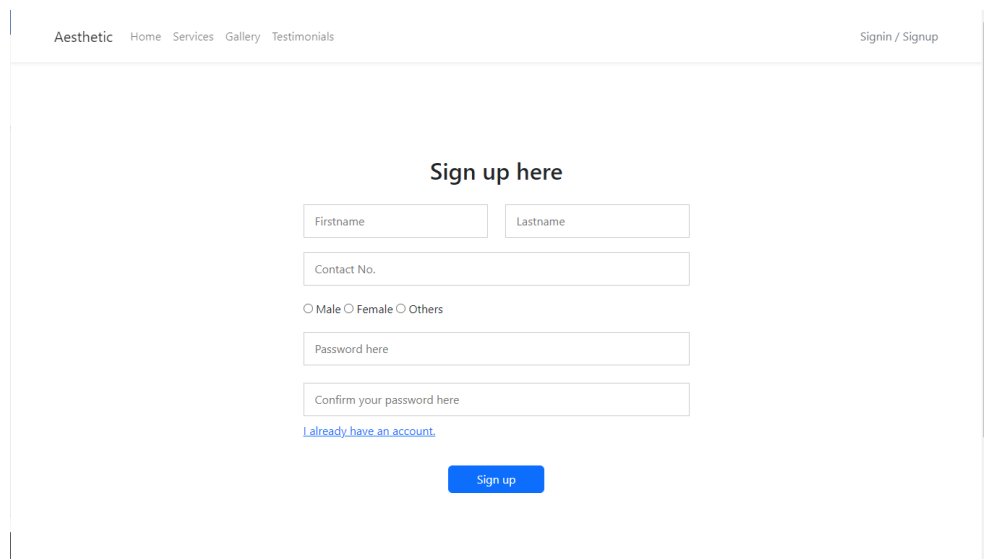 Aesthetic Home Services Gallery Testimonials Signin / Signup
Sign up here
Firstname Lastname
Contact No.
Male Female Others
Password here
Confirm your password here
I already have an account.
Sign up